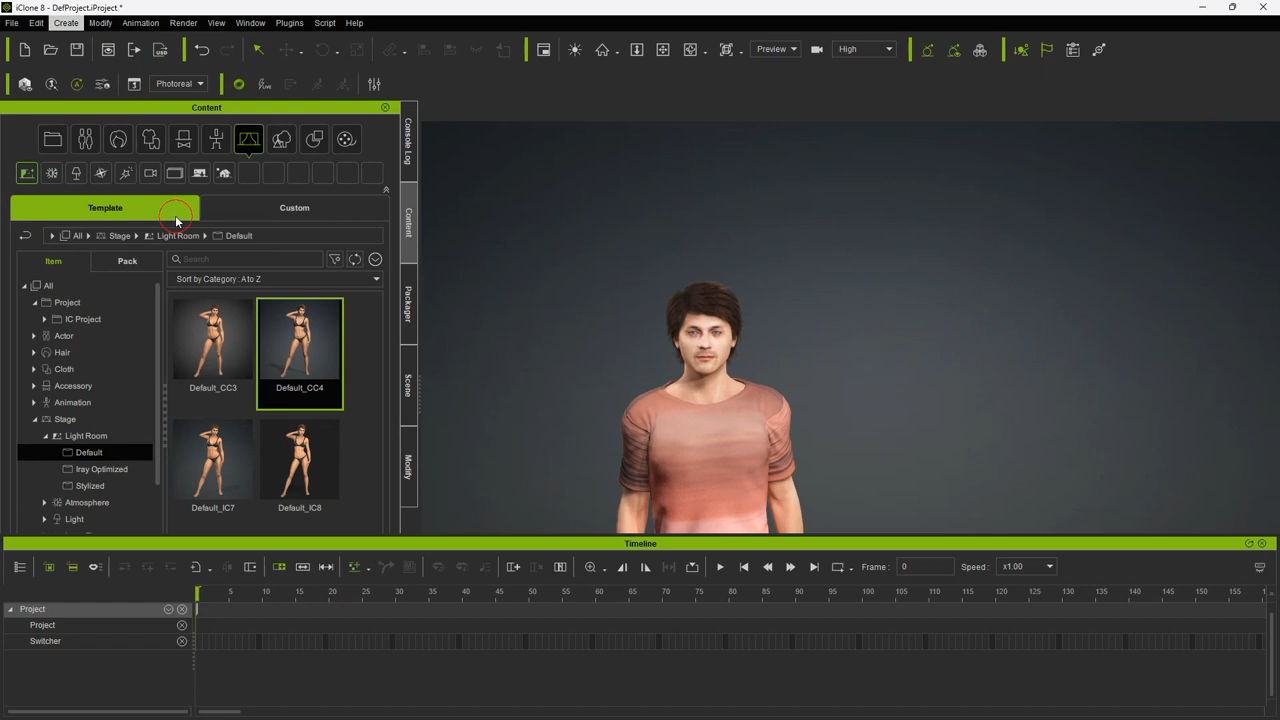 iClone 8 - DefProject.iProject *
File Edit Create Modify Animation Render View Window Plugins Script Help
Preview High
Photoreal
Content
Console Log
Content
Packager
Scene
Modify
Template Custom
All Stage Light Room Default
Item Pack Search
Sort by Category : A to Z
All
Project
IC Project
Actor
Hair
Cloth
Accessory
Animation
Stage
Light Room
Default
Iray Optimized
Stylized
Atmosphere
Light
Default_CC3 Default_CC4
Default_IC7 Default_IC8
Timeline
Frame : 0 Speed : x1.00
5 10 15 20 25 30 35 40 45 50 55 60 65 70 75 80 85 90 95 100 105 110 115 120 125 130 135 140 145 150 155
Project
Project
Switcher